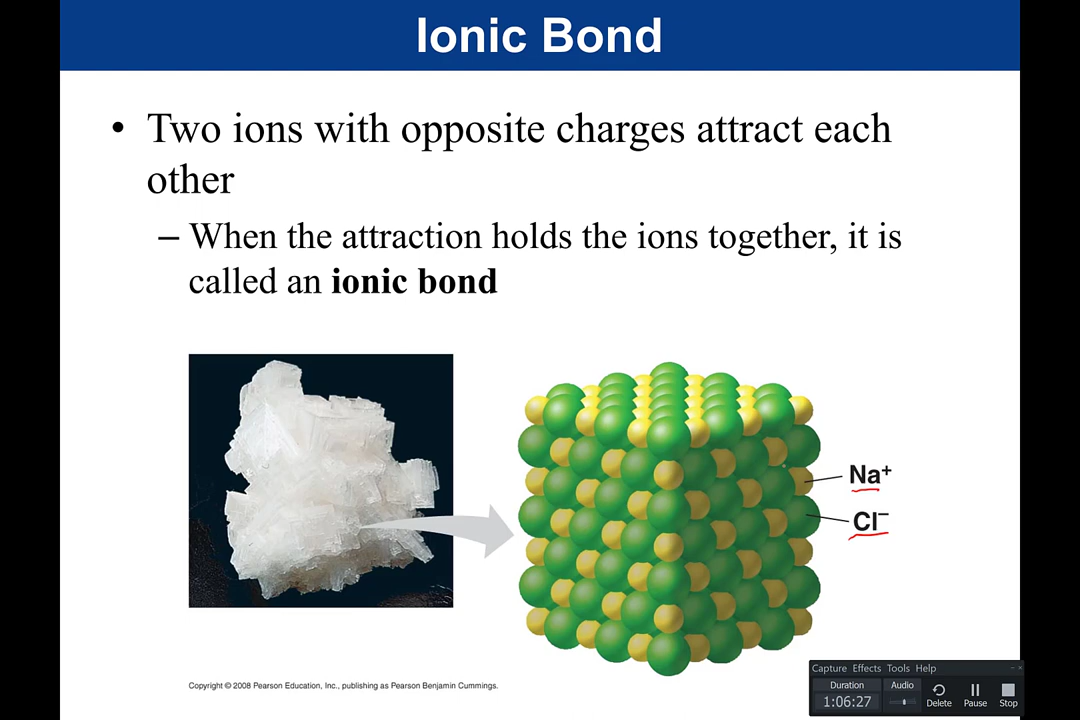 Ionic Bond
• Two ions with opposite charges attract each
other
– When the attraction holds the ions together, it is
called an ionic bond
Na⁺
Cl⁻
Copyright © 2008 Pearson Education, Inc., publishing as Pearson Benjamin Cummings.
Capture Effects Tools Help
Duration Audio
1:06:27 Delete Pause Stop